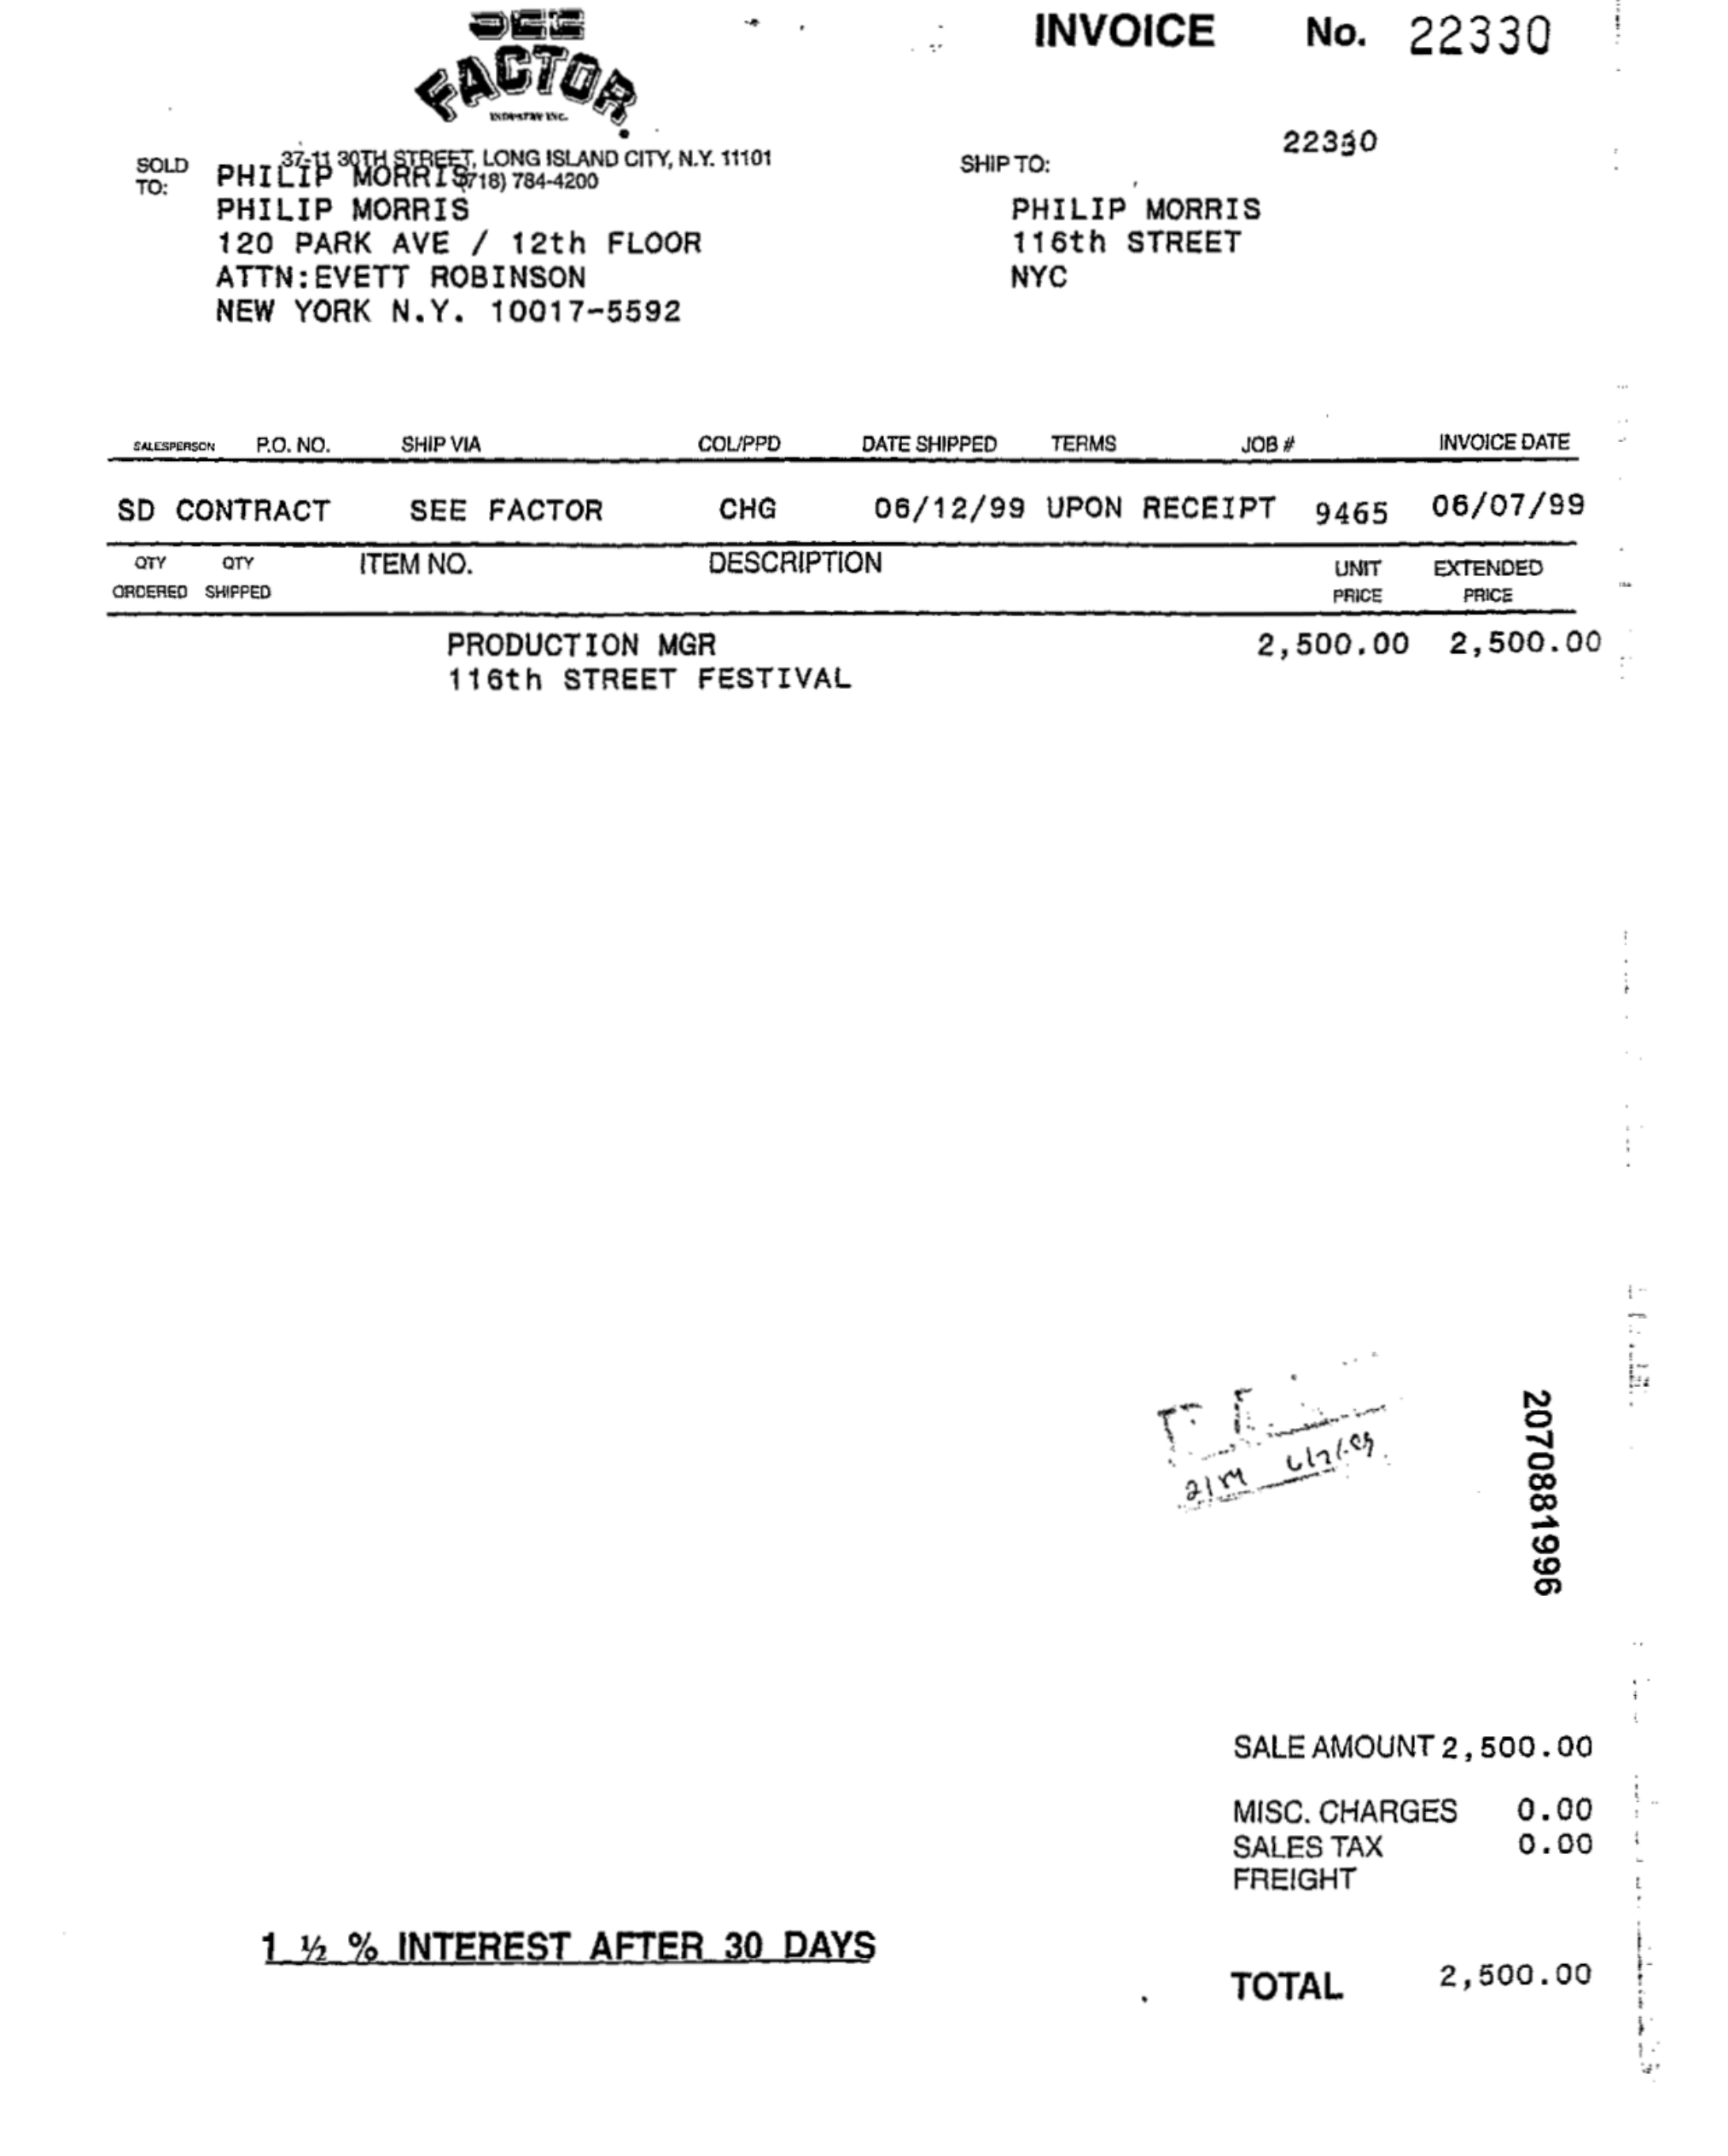 SEE
FACTOR
INDUSTRY INC.
INVOICE No. 22330
37-11 30TH STREET, LONG ISLAND CITY, N.Y. 11101
(718) 784-4200
22330
SOLD TO:
PHILIP MORRIS
PHILIP MORRIS
120 PARK AVE / 12th FLOOR
ATTN:EVETT ROBINSON
NEW YORK N.Y. 10017-5592
SHIP TO:
PHILIP MORRIS
116th STREET
NYC
SALESPERSON P.O. NO. SHIP VIA COL/PPD DATE SHIPPED TERMS JOB # INVOICE DATE
SD CONTRACT SEE FACTOR CHG 06/12/99 UPON RECEIPT 9465 06/07/99
QTY ORDERED QTY SHIPPED ITEM NO. DESCRIPTION UNIT PRICE EXTENDED PRICE
PRODUCTION MGR 2,500.00 2,500.00
116th STREET FESTIVAL
2070881996
SALE AMOUNT 2,500.00
MISC. CHARGES 0.00
SALES TAX 0.00
FREIGHT
1 ½ % INTEREST AFTER 30 DAYS
TOTAL 2,500.00